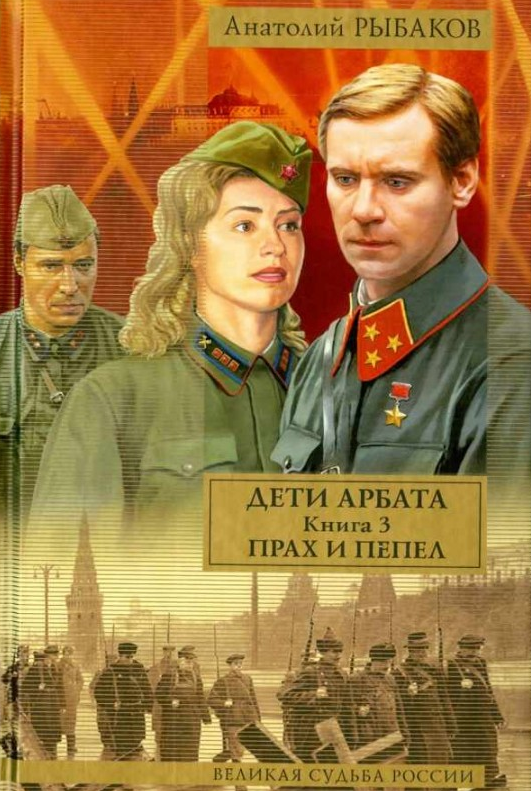 Анатолий РЫБАКОВ
ДЕТИ АРБАТА
Книга 3
ПРАХ И ПЕПЕЛ
ВЕЛИКАЯ СУДЬБА РОССИИ